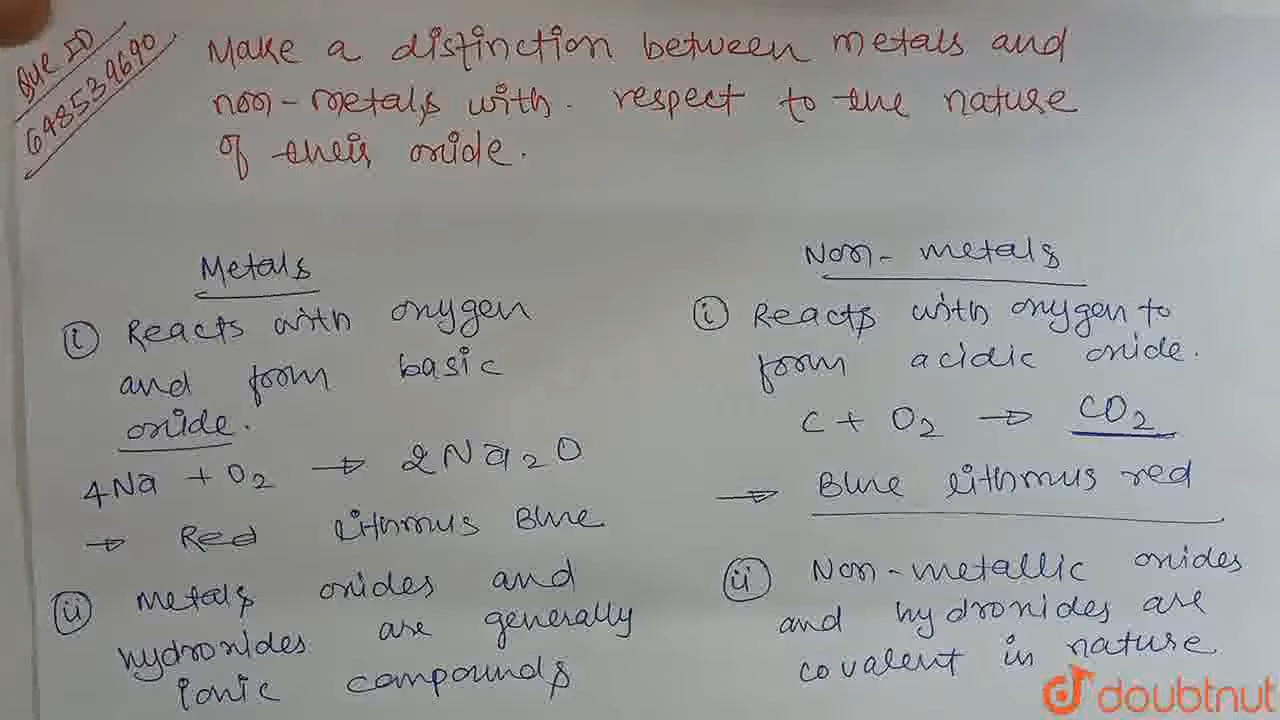 Que ID
648539690
Make a distinction between metals and
non-metals with. respect to the nature
of their oxide.
Metals
(i) Reacts with oxygen
and form basic
oxide.
4Na + O2 → 2Na2O
→ Red lithmus Blue
(ii) Metals oxides and
hydroxides are generally
ionic compounds
Non-metals
(i) Reacts with oxygen to
form acidic oxide.
C + O2 → CO2
→ Blue lithmus red
(ii) Non-metallic oxides
and hydroxides are
covalent in nature
doubtnut